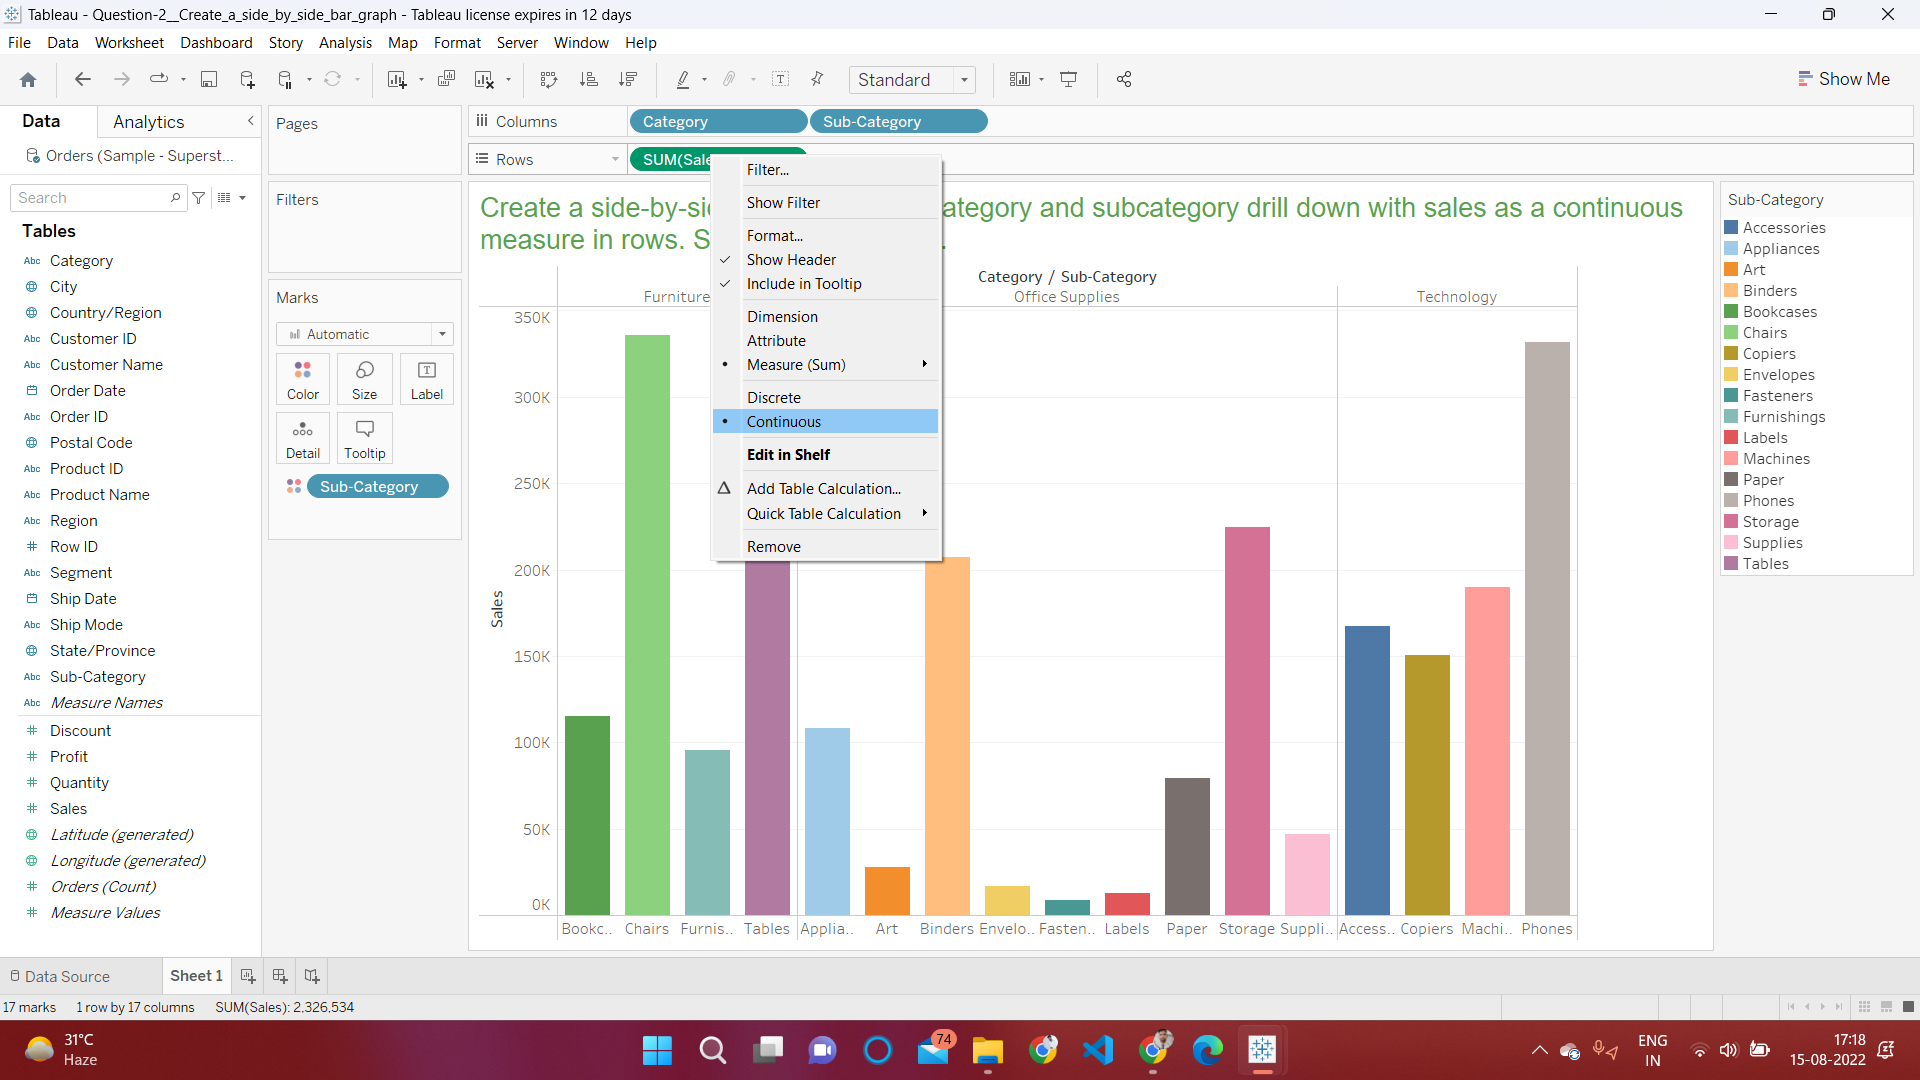 Tableau - Question-2__Create_a_side_by_side_bar_graph - Tableau license expires in 12 days
File Data Worksheet Dashboard Story Analysis Map Format Server Window Help
Standard
Show Me
Data
Analytics
Orders (Sample - Superst...
Search
Tables
Abc Category
City
Country/Region
Abc Customer ID
Abc Customer Name
Order Date
Abc Order ID
Postal Code
Abc Product ID
Abc Product Name
Abc Region
Row ID
Abc Segment
Ship Date
Abc Ship Mode
State/Province
Abc Sub-Category
Abc Measure Names
Discount
Profit
Quantity
Sales
Latitude (generated)
Longitude (generated)
Orders (Count)
Measure Values
Pages
Filters
Marks
Automatic
Color Size Label
Detail Tooltip
Sub-Category
Columns Category Sub-Category
Rows SUM(Sale
Create a side-by-si ategory and subcategory drill down with sales as a continuous
measure in rows. S .
Filter...
Show Filter
Format...
Show Header
Include in Tooltip
Dimension
Attribute
Measure (Sum)
Discrete
Continuous
Edit in Shelf
Add Table Calculation...
Quick Table Calculation
Remove
Category / Sub-Category
Furniture Office Supplies Technology
350K
300K
250K
200K
150K
100K
50K
0K
Sales
Bookc.. Chairs Furnis.. Tables Applia.. Art Binders Envelo.. Fasten.. Labels Paper Storage Suppli.. Access.. Copiers Machi.. Phones
Sub-Category
Accessories
Appliances
Art
Binders
Bookcases
Chairs
Copiers
Envelopes
Fasteners
Furnishings
Labels
Machines
Paper
Phones
Storage
Supplies
Tables
Data Source Sheet 1
17 marks 1 row by 17 columns SUM(Sales): 2,326,534
31°C
Haze
74
ENG
IN
17:18
15-08-2022